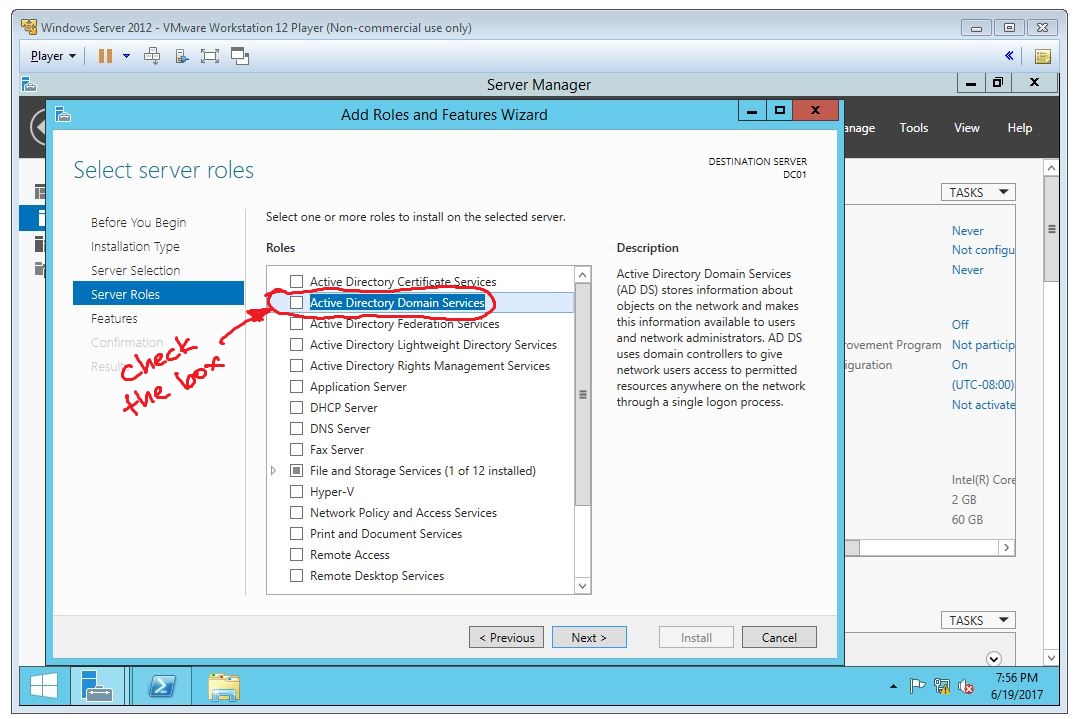 Windows Server 2012 - VMware Workstation 12 Player (Non-commercial use only)
Player
Server Manager
Add Roles and Features Wizard
anage Tools View Help
Select server roles
DESTINATION SERVER
DC01
TASKS
Before You Begin
Installation Type
Server Selection
Server Roles
Features
Confirmation
Resu
check
the box
Select one or more roles to install on the selected server.
Roles
Active Directory Certificate Services
Active Directory Domain Services
Active Directory Federation Services
Active Directory Lightweight Directory Services
Active Directory Rights Management Services
Application Server
DHCP Server
DNS Server
Fax Server
File and Storage Services (1 of 12 installed)
Hyper-V
Network Policy and Access Services
Print and Document Services
Remote Access
Remote Desktop Services
Description
Active Directory Domain Services
(AD DS) stores information about
objects on the network and makes
this information available to users
and network administrators. AD DS
uses domain controllers to give
network users access to permitted
resources anywhere on the network
through a single logon process.
Never
Not configu
Never
Off
rovement Program Not particip
iguration On
(UTC-08:00)
Not activate
Intel(R) Core
2 GB
60 GB
TASKS
< Previous Next > Install Cancel
7:56 PM
6/19/2017